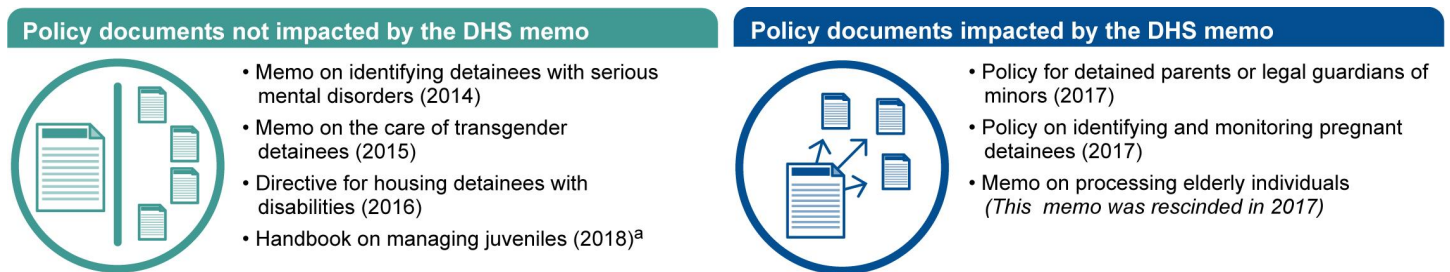 Policy documents not impacted by the DHS memo
• Memo on identifying detainees with serious
mental disorders (2014)
• Memo on the care of transgender
detainees (2015)
• Directive for housing detainees with
disabilities (2016)
• Handbook on managing juveniles (2018)a
Policy documents impacted by the DHS memo
• Policy for detained parents or legal guardians of
minors (2017)
• Policy on identifying and monitoring pregnant
detainees (2017)
• Memo on processing elderly individuals
(This memo was rescinded in 2017)